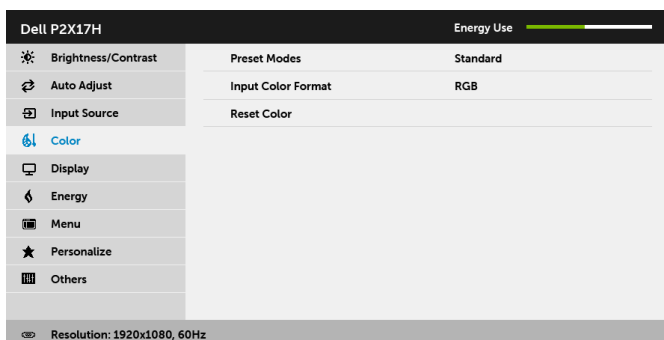 Dell P2X17H Energy Use
Brightness/Contrast Preset Modes Standard
Auto Adjust Input Color Format RGB
Input Source Reset Color
Color
Display
Energy
Menu
Personalize
Others
Resolution: 1920x1080, 60Hz